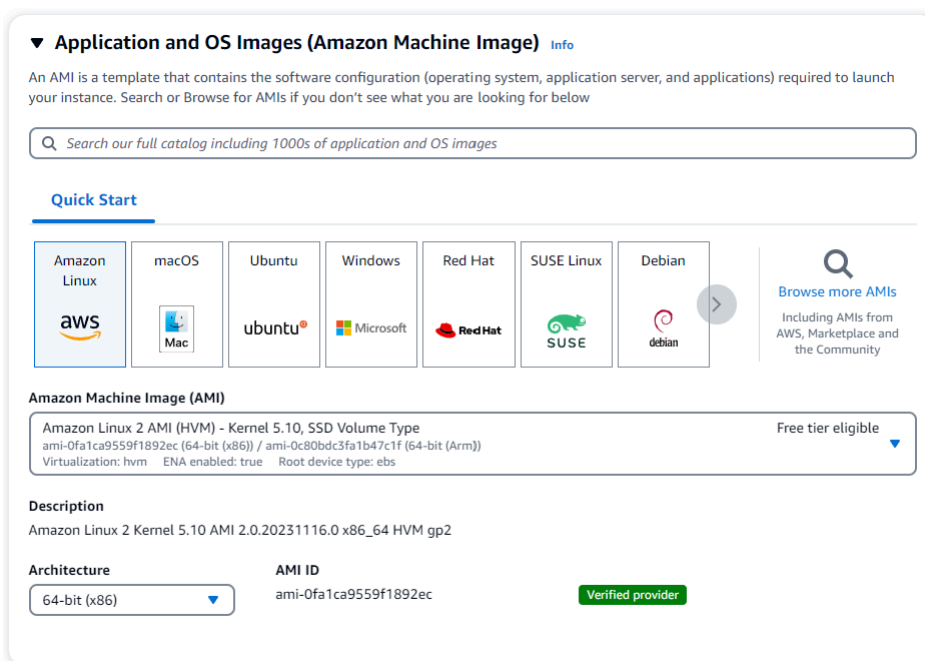 Application and OS Images (Amazon Machine Image) Info
An AMI is a template that contains the software configuration (operating system, application server, and applications) required to launch
your instance. Search or Browse for AMIs if you don't see what you are looking for below
Search our full catalog including 1000s of application and OS images
Quick Start
Amazon
Linux
aws
macOS
Mac
Ubuntu
ubuntu
Windows
Microsoft
Red Hat
Red Hat
SUSE Linux
SUSE
Debian
debian
Browse more AMIs
Including AMIs from
AWS, Marketplace and
the Community
Amazon Machine Image (AMI)
Amazon Linux 2 AMI (HVM) - Kernel 5.10, SSD Volume Type
Free tier eligible
ami-0fa1ca9559f1892ec (64-bit (x86)) / ami-0c80bdc3fa1b47c1f (64-bit (Arm))
Virtualization: hvm ENA enabled: true Root device type: ebs
Description
Amazon Linux 2 Kernel 5.10 AMI 2.0.20231116.0 x86_64 HVM gp2
Architecture
64-bit (x86)
AMI ID
ami-0fa1ca9559f1892ec
Verified provider